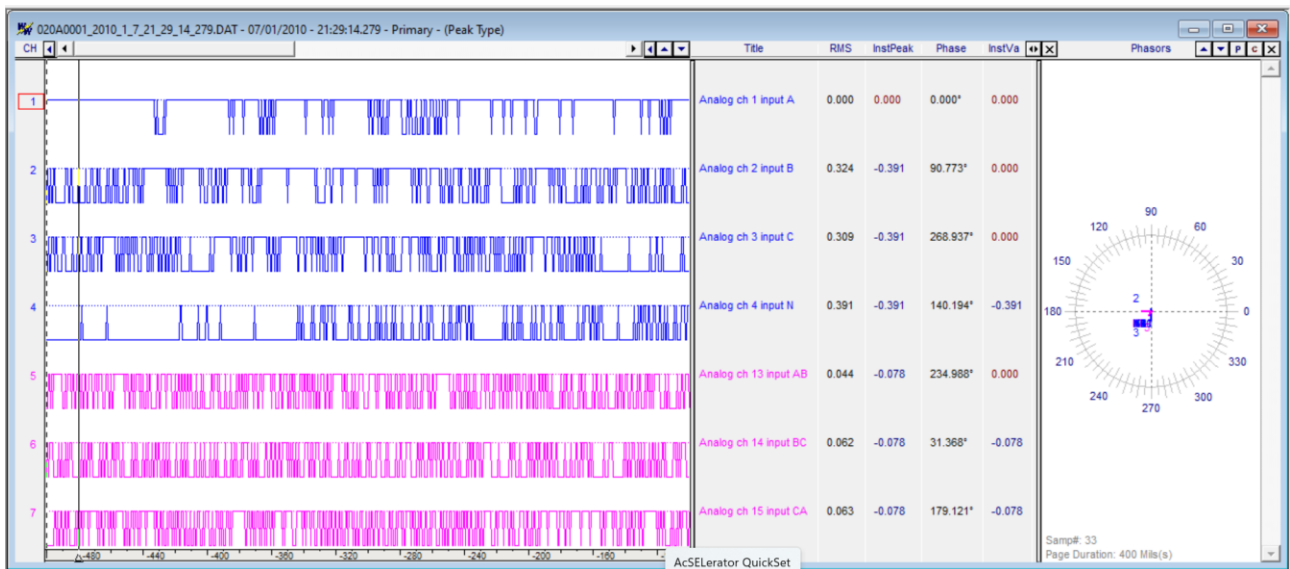 020A0001_2010_1_7_21_29_14_279.DAT - 07/01/2010 - 21:29:14.279 - Primary - (Peak Type)
CH Title RMS InstPeak Phase InstVa Phasors P C X
1 Analog ch 1 input A 0.000 0.000 0.000° 0.000
2 Analog ch 2 input B 0.324 -0.391 90.773° 0.000
3 Analog ch 3 input C 0.309 -0.391 268.937° 0.000
4 Analog ch 4 input N 0.391 -0.391 140.194° -0.391
5 Analog ch 13 input AB 0.044 -0.078 234.988° 0.000
6 Analog ch 14 input BC 0.062 -0.078 31.368° -0.078
7 Analog ch 15 input CA 0.063 -0.078 179.121° -0.078
90
120 60
150 30
2
180 0
3
210 330
240 300
270
-480 -440 -400 -360 -320 -280 -240 -200 -160
Samp#: 33
Page Duration: 400 Mils(s)
AcSELerator QuickSet